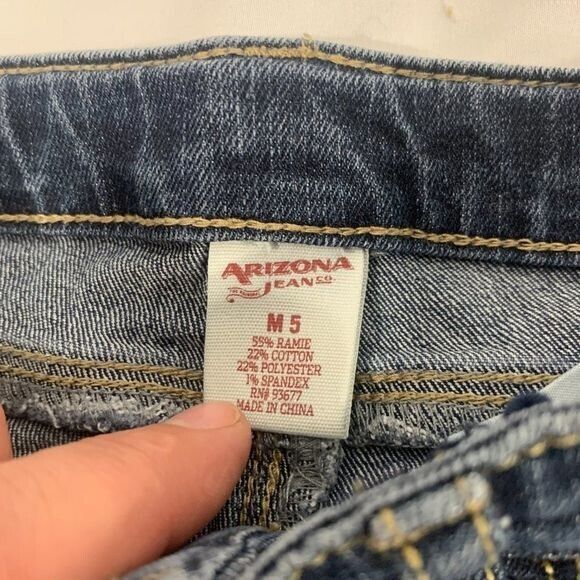 ARIZONA
JEAN CO.
M 5
55% RAMIE
22% COTTON
22% POLYESTER
1% SPANDEX
RN# 93677
MADE IN CHINA